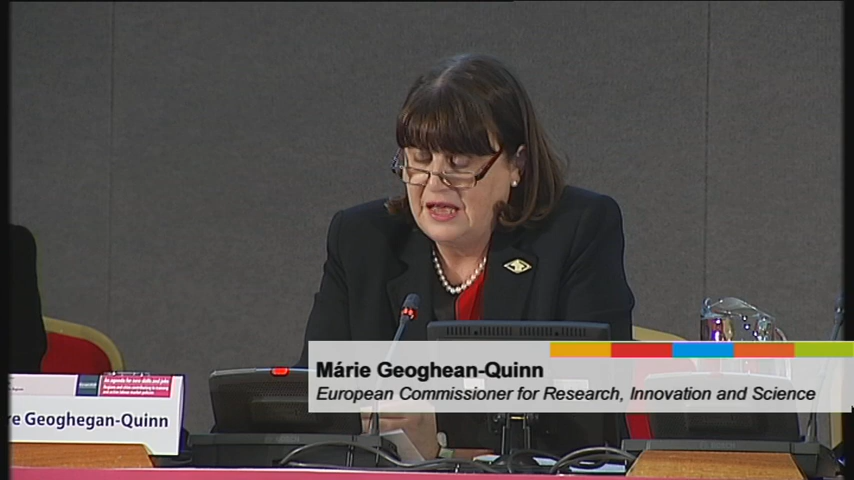 Márie Geoghean-Quinn
European Commissioner for Research, Innovation and Science
An agenda for new skills and jobs
re Geoghegan-Quinn